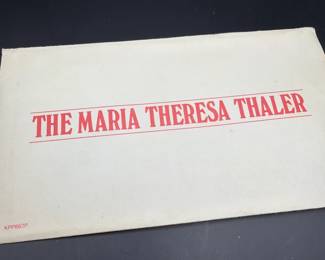 THE MARIA THERESA THALER